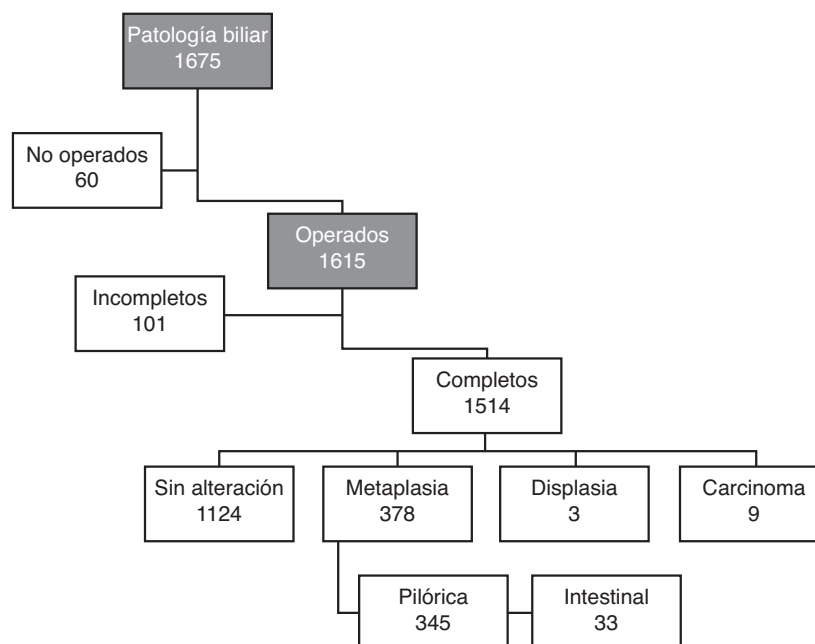 Patología biliar
1675
No operados
60
Operados
1615
Incompletos
101
Completos
1514
Sin alteración
1124
Metaplasia
378
Displasia
3
Carcinoma
9
Pilórica
345
Intestinal
33